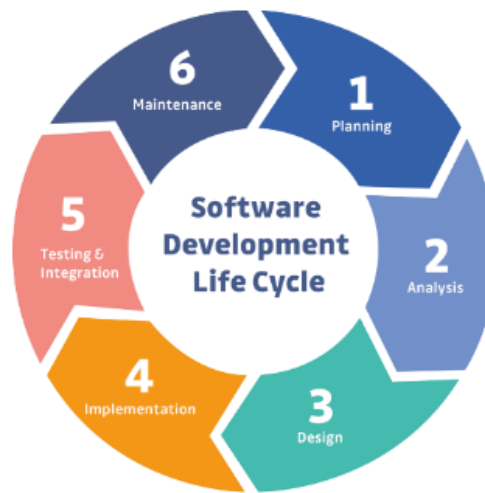 Software
Development
Life Cycle
1
Planning
2
Analysis
3
Design
4
Implementation
5
Testing &
Integration
6
Maintenance